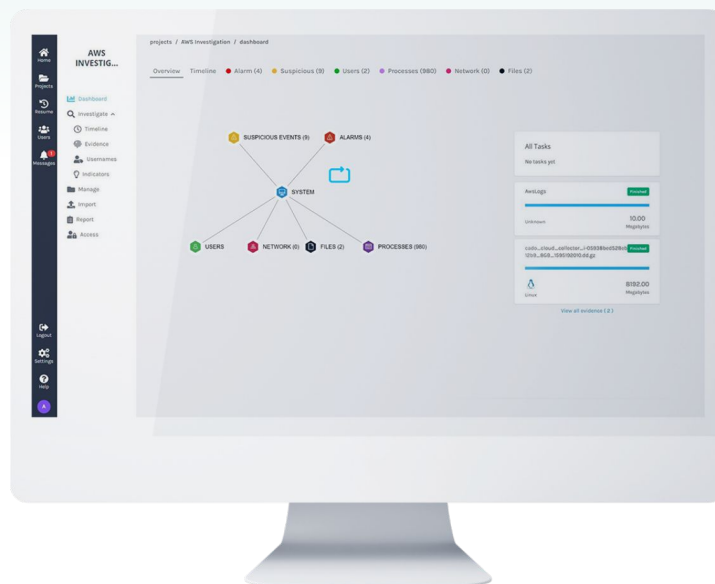 Home
Projects
Resume
Users
1
Messages
Logout
Settings
Help
A
AWS
INVESTIG...
Dashboard
Investigate
Timeline
Evidence
Usernames
Indicators
Manage
Import
Report
Access
projects / AWS Investigation / dashboard
Overview Timeline Alarm (4) Suspicious (9) Users (2) Processes (980) Network (0) Files (2)
SUSPICIOUS EVENTS (9) ALARMS (4)
SYSTEM
USERS NETWORK (0) FILES (2) PROCESSES (980)
All Tasks
No tasks yet
AwsLogs Finished
Unknown 10.00
Megabytes
Finished
Linux 8192.00
Megabytes
View all evidence ( 2 )